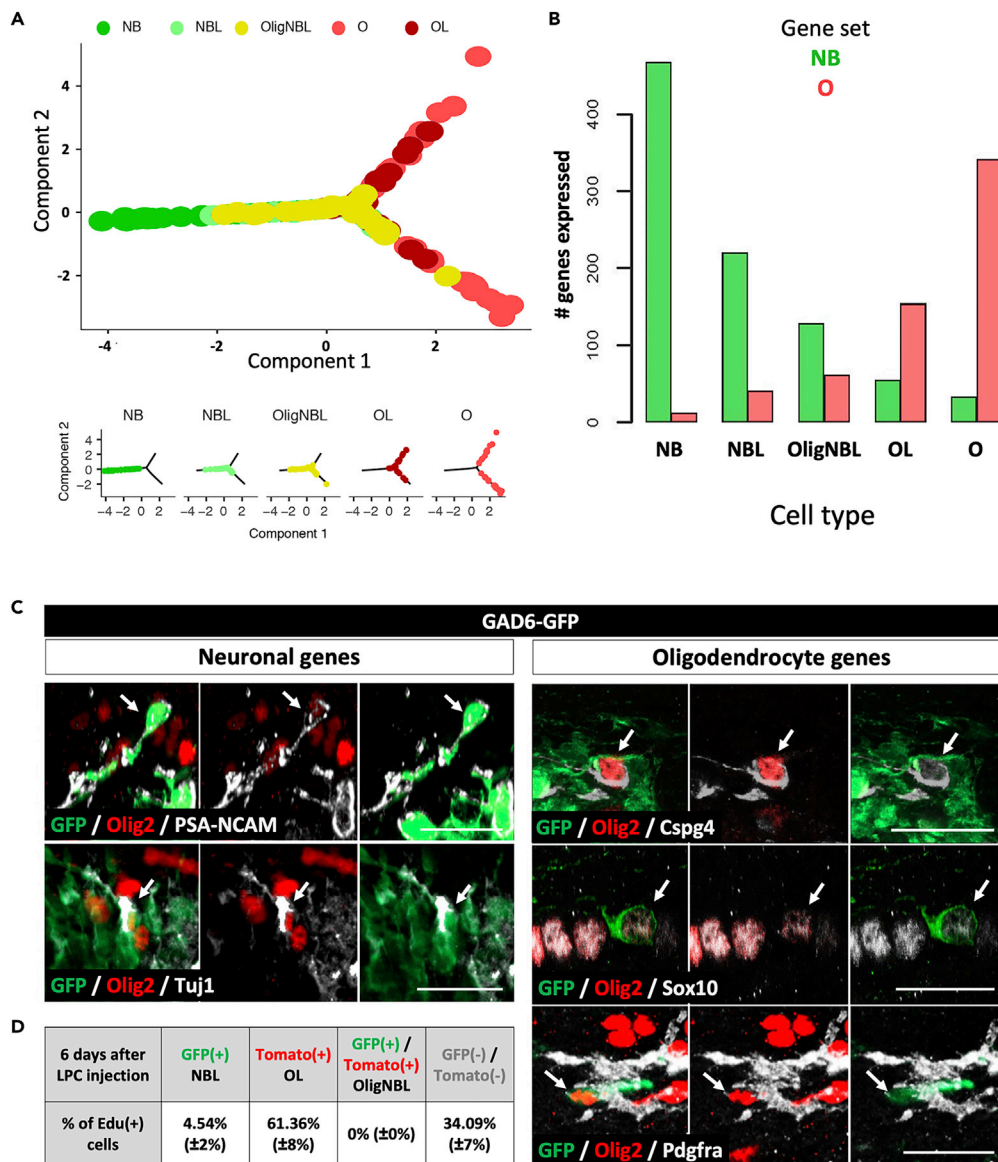 A
NB NBL OligNBL O OL
Component 2
4
2
0
-2
-4 -2 0 2
Component 1
NB NBL OligNBL OL O
Component 2
4
2
0
-2
-4 -2 0 2 -4 -2 0 2 -4 -2 0 2 -4 -2 0 2 -4 -2 0 2
Component 1
B
Gene set
NB
O
# genes expressed
400
300
200
100
0
NB NBL OligNBL OL O
Cell type
C
GAD6-GFP
Neuronal genes
GFP / Olig2 / PSA-NCAM
GFP / Olig2 / Tuj1
Oligodendrocyte genes
GFP / Olig2 / Cspg4
GFP / Olig2 / Sox10
GFP / Olig2 / Pdgfra
D
6 days after
LPC injection
GFP(+)
NBL
Tomato(+)
OL
GFP(+) /
Tomato(+)
OligNBL
GFP(-) /
Tomato(-)
% of Edu(+)
cells
4.54%
(±2%)
61.36%
(±8%)
0% (±0%)
34.09%
(±7%)